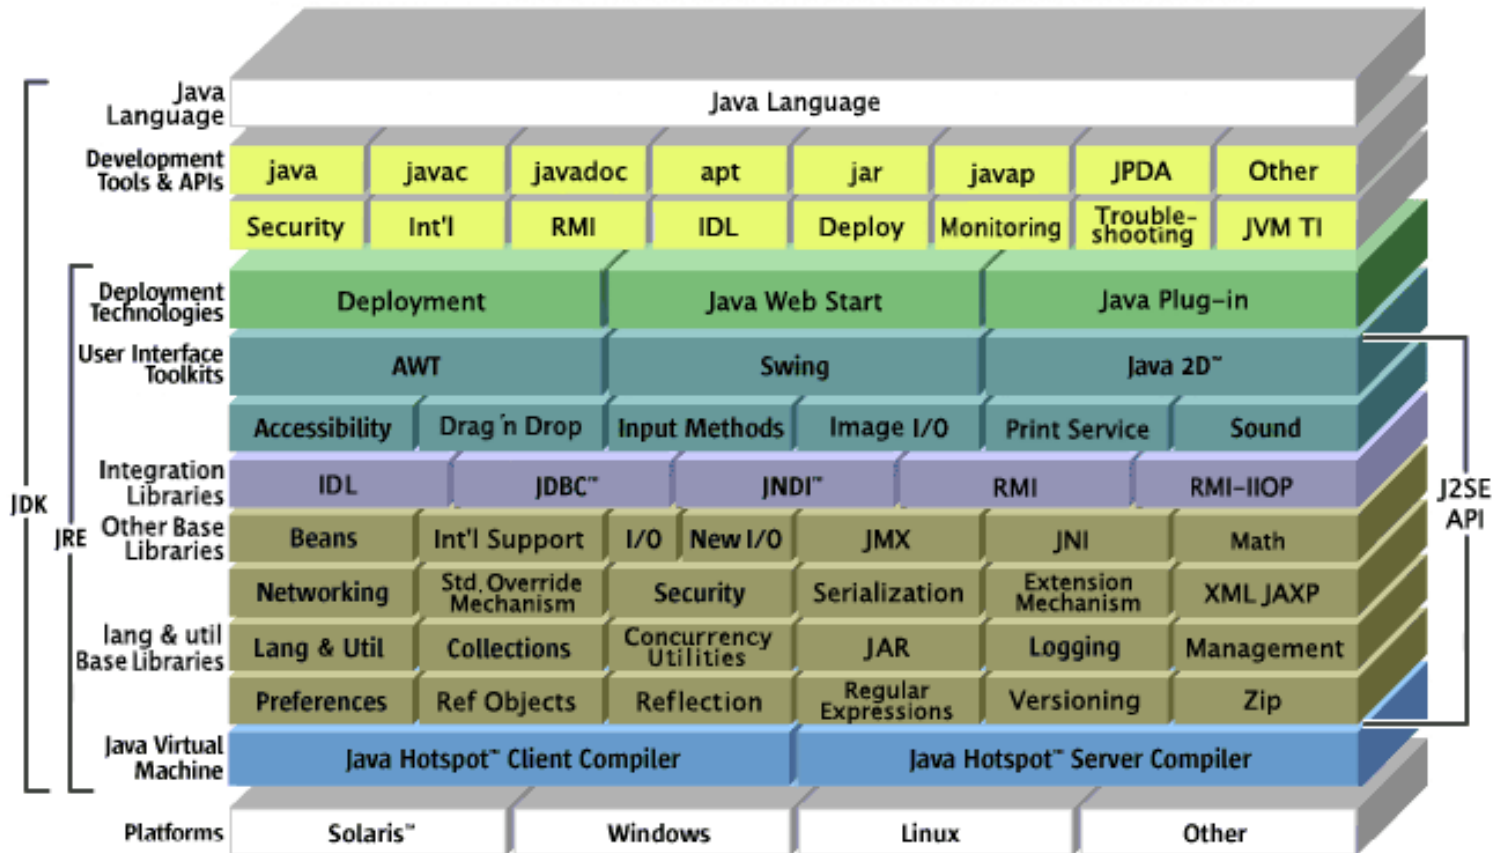 Java
Language
Java Language
Development
Tools & APIs
java javac javadoc apt jar javap JPDA Other
Security Int'l RMI IDL Deploy Monitoring Trouble-
shooting JVM TI
Deployment
Technologies
Deployment Java Web Start Java Plug-in
User Interface
Toolkits
AWT Swing Java 2D™
Accessibility Drag 'n Drop Input Methods Image I/O Print Service Sound
Integration
Libraries
IDL JDBC™ JNDI™ RMI RMI-IIOP
JDK
JRE
J2SE
API
Other Base
Libraries
Beans Int'l Support I/O New I/O JMX JNI Math
Networking Std. Override
Mechanism Security Serialization Extension
Mechanism XML JAXP
lang & util
Base Libraries
Lang & Util Collections Concurrency
Utilities JAR Logging Management
Preferences Ref Objects Reflection Regular
Expressions Versioning Zip
Java Virtual
Machine
Java Hotspot™ Client Compiler Java Hotspot™ Server Compiler
Platforms
Solaris™ Windows Linux Other